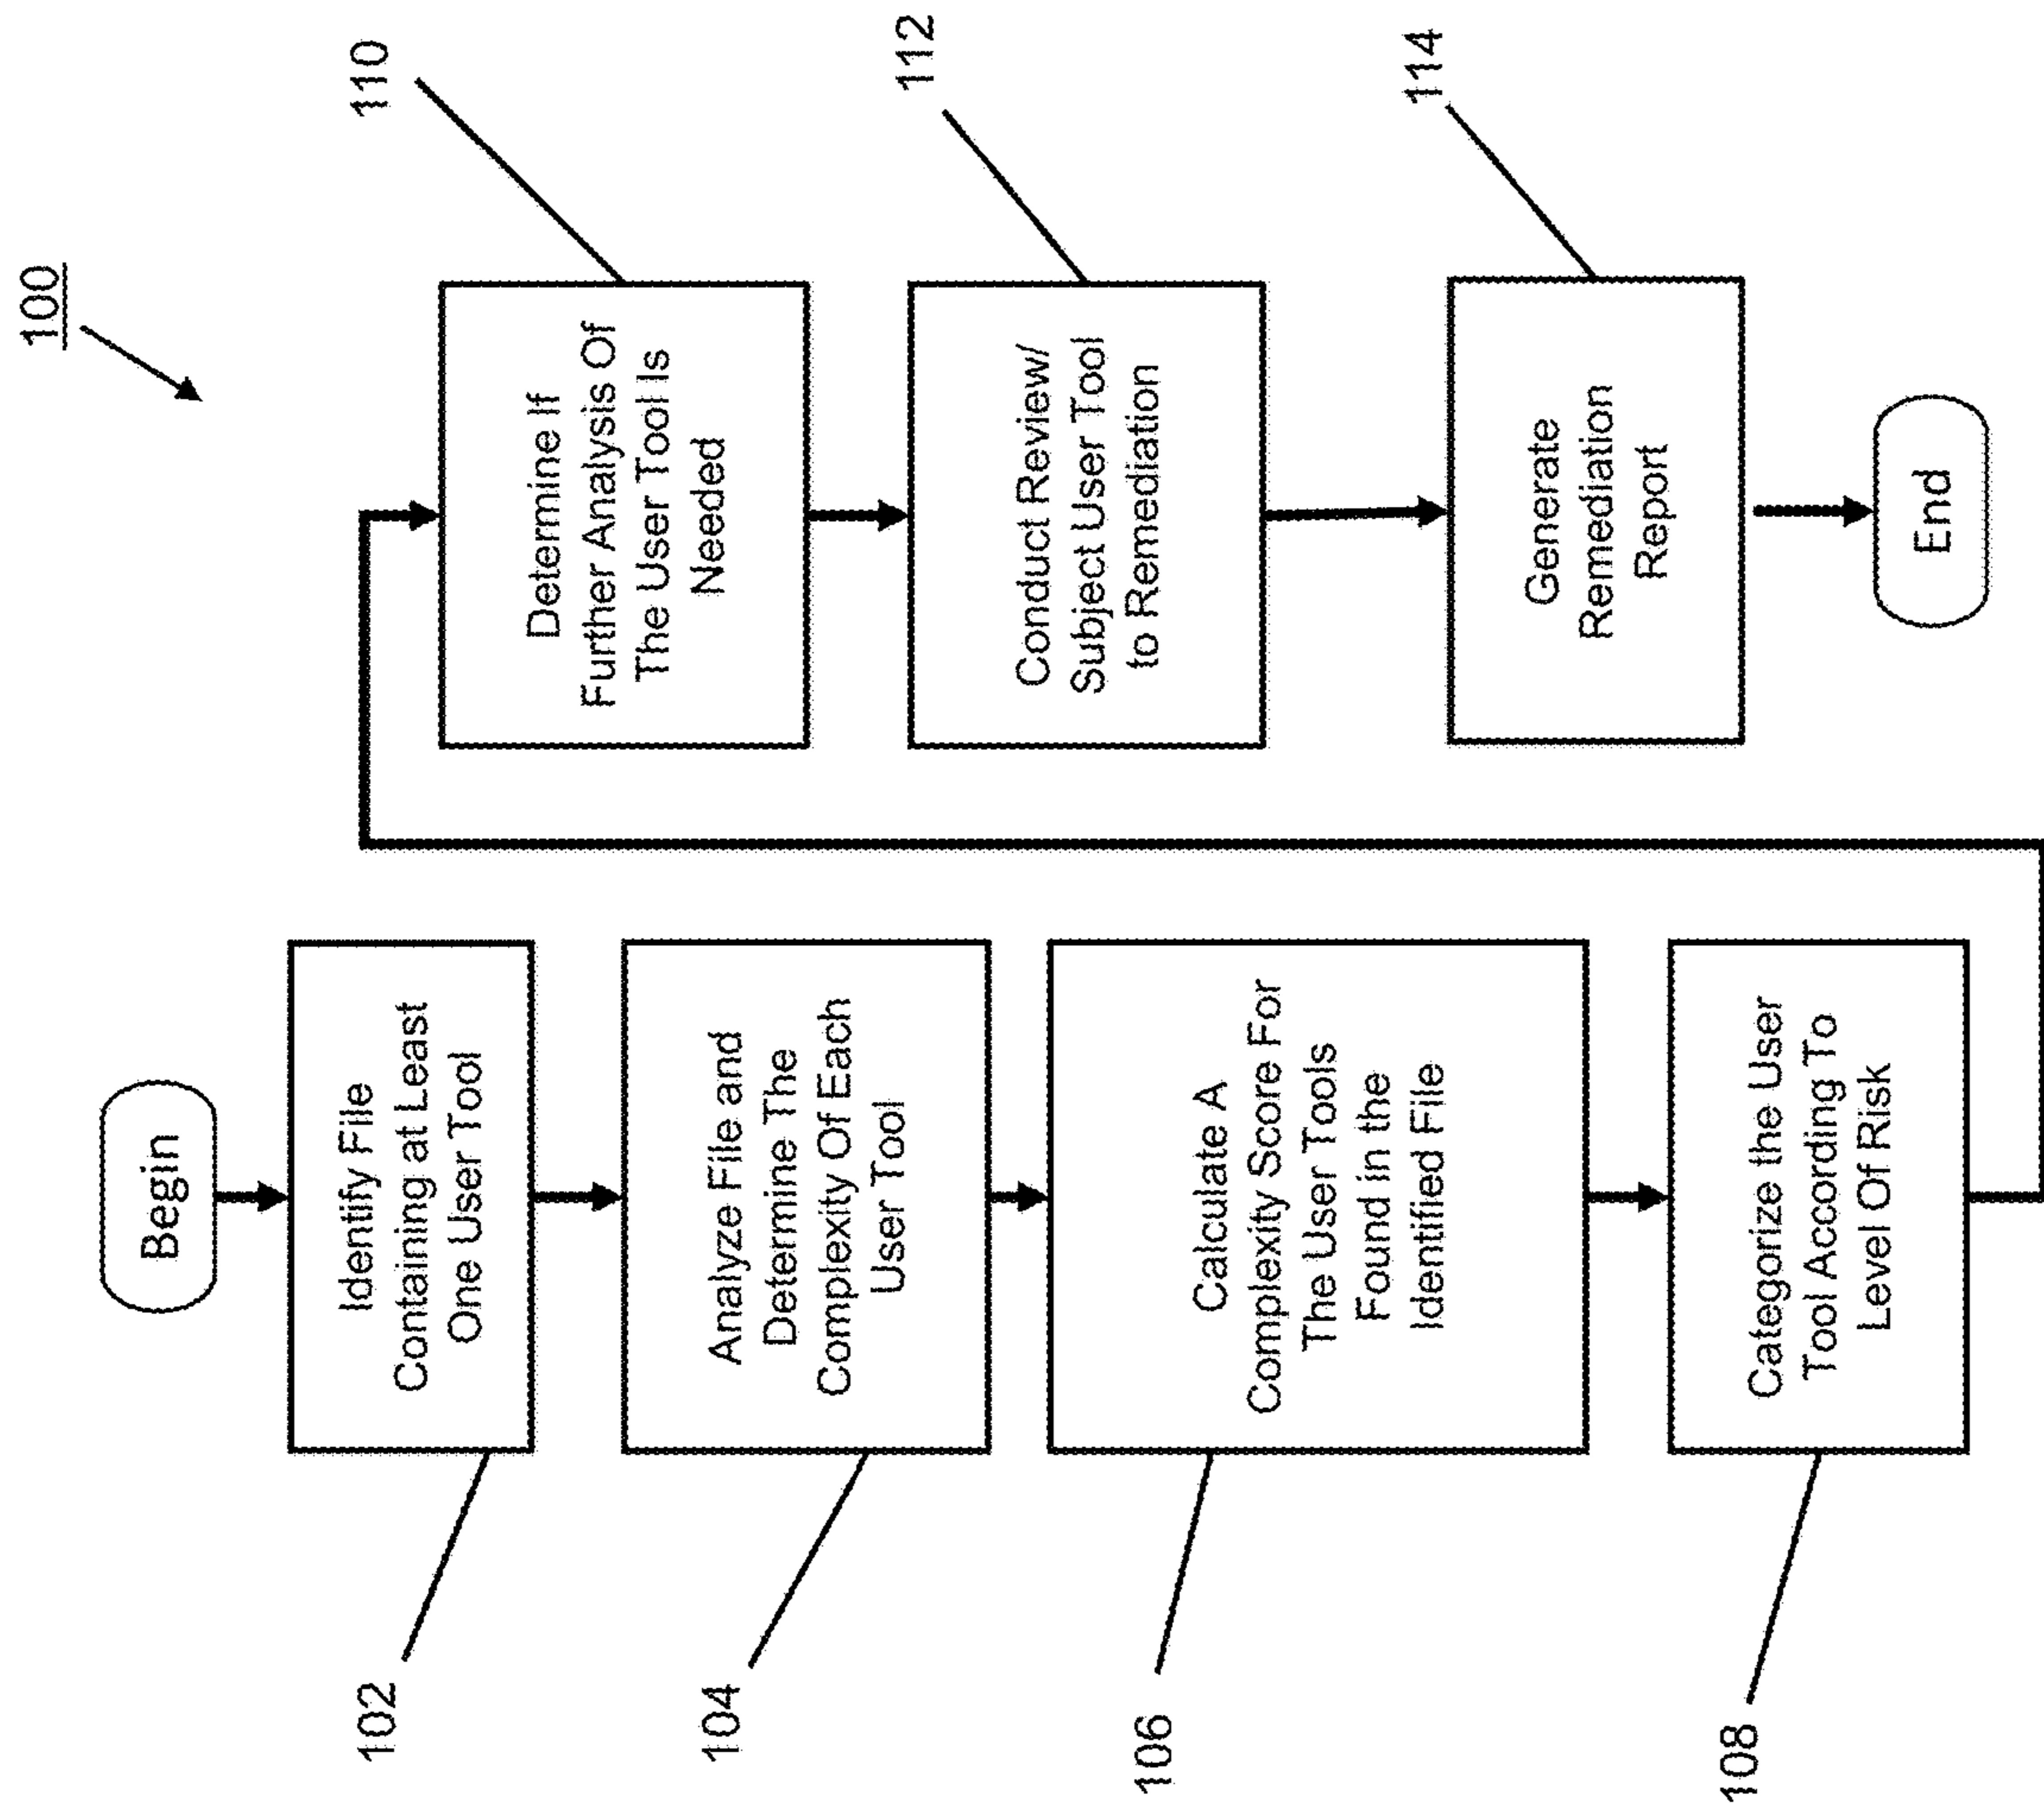 100
Begin
102
Identify File
Containing at Least
One User Tool
104
Analyze File and
Determine The
Complexity Of Each
User Tool
106
Calculate A
Complexity Score For
The User Tools
Found in the
Identified File
108
Categorize the User
Tool According To
Level Of Risk
110
Determine If
Further Analysis Of
The User Tool Is
Needed
112
Conduct Review/
Subject User Tool
to Remediation
114
Generate
Remediation
Report
End